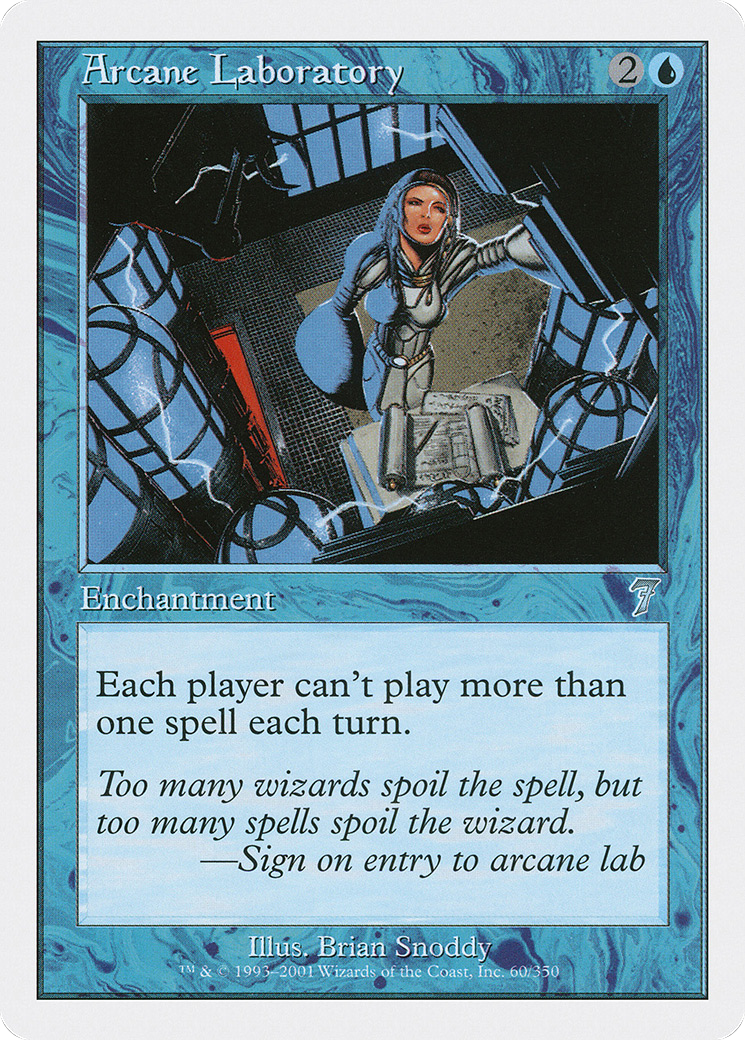 Arcane Laboratory 2
Enchantment 7
Each player can't play more than
one spell each turn.
Too many wizards spoil the spell, but
too many spells spoil the wizard.
—Sign on entry to arcane lab
Illus. Brian Snoddy
™ & © 1993–2001 Wizards of the Coast, Inc. 60/350